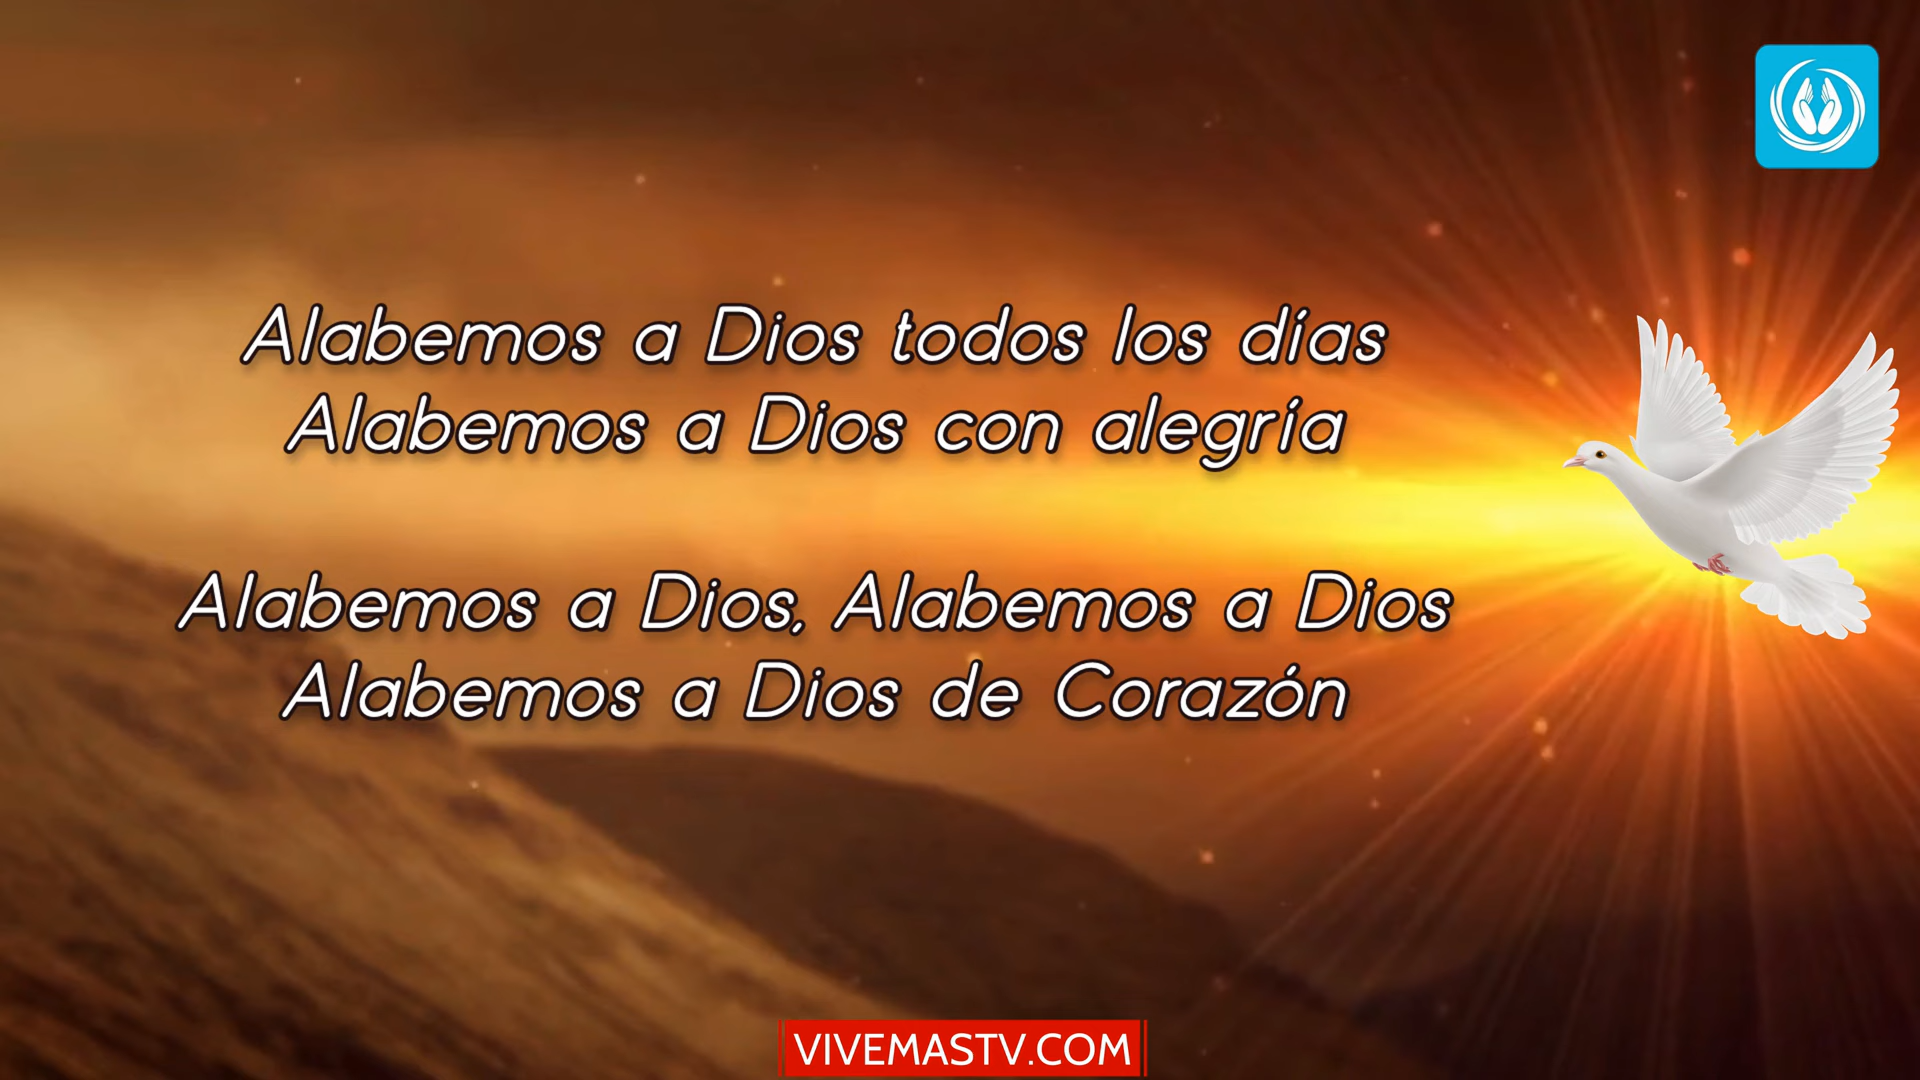 Alabemos a Dios todos los días
Alabemos a Dios con alegría
Alabemos a Dios, Alabemos a Dios
Alabemos a Dios de Corazón
VIVEMASTV.COM